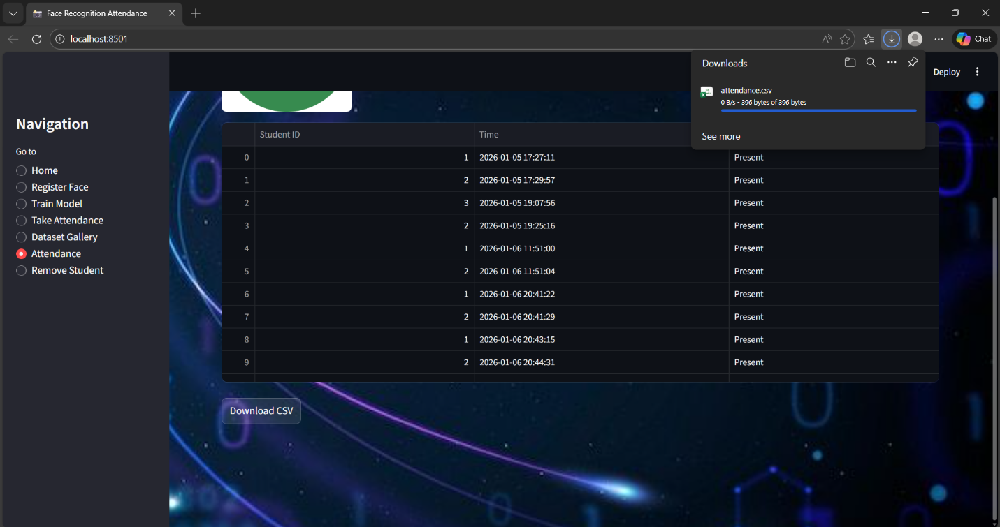 Face Recognition Attendance
localhost:8501
Chat
Downloads
attendance.csv
0 B/s - 396 bytes of 396 bytes
See more
Deploy
Navigation
Go to
Home
Register Face
Train Model
Take Attendance
Dataset Gallery
Attendance
Remove Student
Student ID Time
0 1 2026-01-05 17:27:11 Present
1 2 2026-01-05 17:29:57 Present
2 3 2026-01-05 19:07:56 Present
3 2 2026-01-05 19:25:16 Present
4 1 2026-01-06 11:51:00 Present
5 2 2026-01-06 11:51:04 Present
6 1 2026-01-06 20:41:22 Present
7 2 2026-01-06 20:41:29 Present
8 1 2026-01-06 20:43:15 Present
9 2 2026-01-06 20:44:31 Present
Download CSV